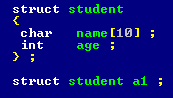 struct student
{
char name[10] ;
int age ;
} ;
struct student a1 ;